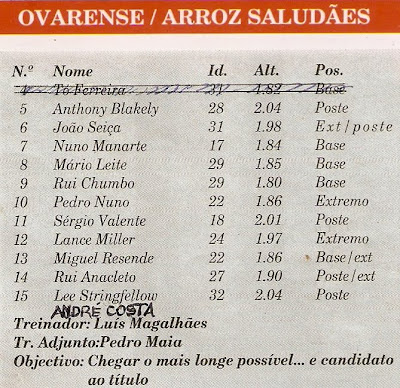 OVARENSE / ARROZ SALUDÃES
N.º Nome Id. Alt. Pos.
4 Tó Ferreira 31 1.82 Base
5 Anthony Blakely 28 2.04 Poste
6 João Seiça 31 1.98 Ext/poste
7 Nuno Manarte 17 1.84 Base
8 Mário Leite 29 1.85 Base
9 Rui Chumbo 29 1.80 Base
10 Pedro Nuno 22 1.86 Extremo
11 Sérgio Valente 18 2.01 Poste
12 Lance Miller 24 1.97 Extremo
13 Miguel Resende 22 1.86 Base/ext
14 Rui Anacleto 27 1.90 Poste/ext
15 Lee Stringfellow 32 2.04 Poste
ANDRÉ COSTA
Treinador: Luís Magalhães
Tr. Adjunto:Pedro Maia
Objectivo: Chegar o mais longe possível... e candidato
ao título